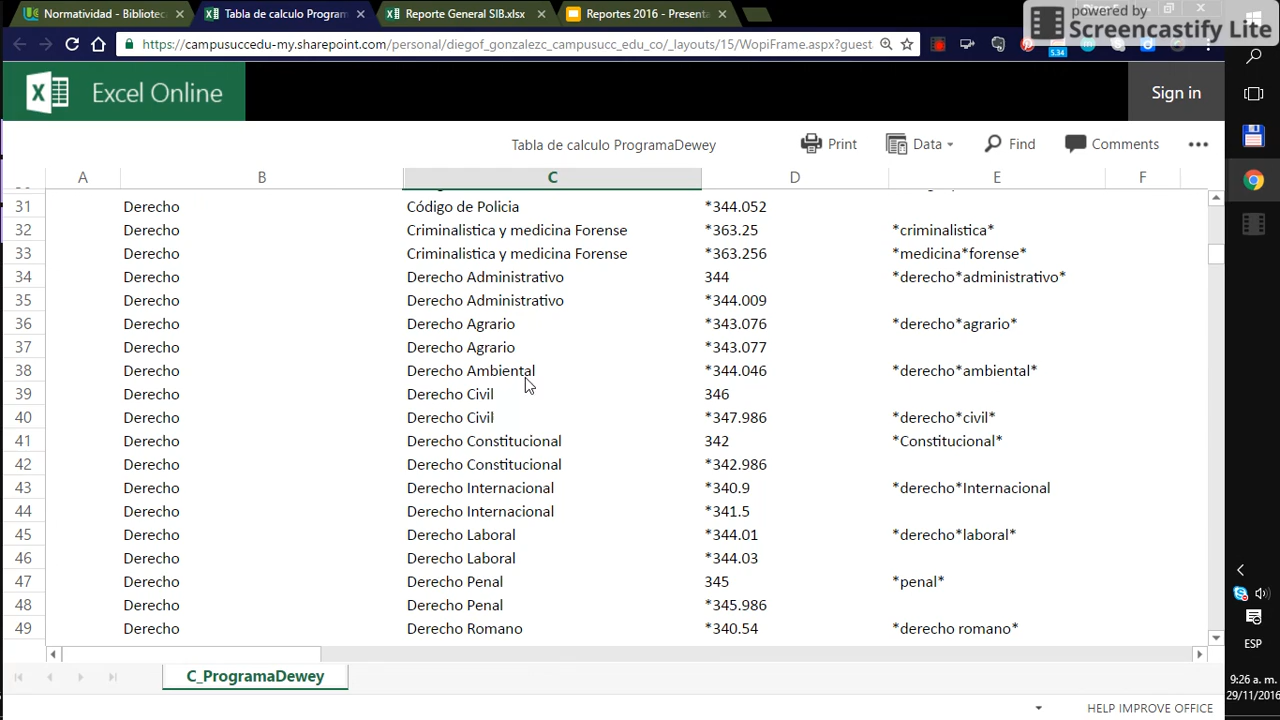 Normatividad - Bibliotec
Tabla de calculo Program
Reporte General SIB.xlsx
Reportes 2016 - Presenta
powered by
Screencastify Lite
https://campusuccedu-my.sharepoint.com/personal/diegof_gonzalezc_campusucc_edu_co/_layouts/15/WopiFrame.aspx?guest
5.34
Excel Online
Sign in
Tabla de calculo ProgramaDewey
Print
Data
Find
Comments
A B C D E F
31 Derecho Código de Policia *344.052
32 Derecho Criminalistica y medicina Forense *363.25 *criminalistica*
33 Derecho Criminalistica y medicina Forense *363.256 *medicina*forense*
34 Derecho Derecho Administrativo 344 *derecho*administrativo*
35 Derecho Derecho Administrativo *344.009
36 Derecho Derecho Agrario *343.076 *derecho*agrario*
37 Derecho Derecho Agrario *343.077
38 Derecho Derecho Ambiental *344.046 *derecho*ambiental*
39 Derecho Derecho Civil 346
40 Derecho Derecho Civil *347.986 *derecho*civil*
41 Derecho Derecho Constitucional 342 *Constitucional*
42 Derecho Derecho Constitucional *342.986
43 Derecho Derecho Internacional *340.9 *derecho*Internacional
44 Derecho Derecho Internacional *341.5
45 Derecho Derecho Laboral *344.01 *derecho*laboral*
46 Derecho Derecho Laboral *344.03
47 Derecho Derecho Penal 345 *penal*
48 Derecho Derecho Penal *345.986
49 Derecho Derecho Romano *340.54 *derecho romano*
C_ProgramaDewey
HELP IMPROVE OFFICE
ESP
9:26 a. m.
29/11/2016